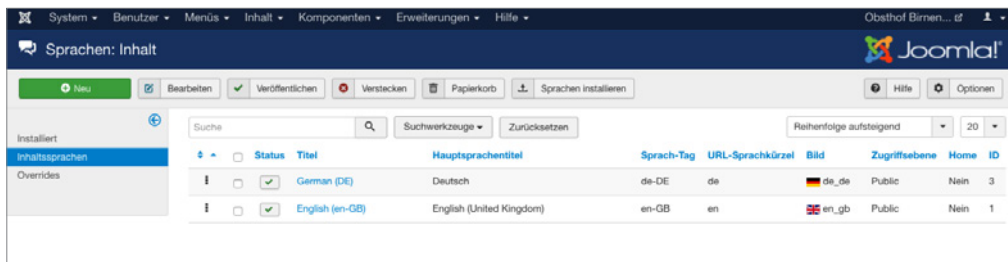 System Benutzer Menüs Inhalt Komponenten Erweiterungen Hilfe Obsthof Birnen...
Sprachen: Inhalt Joomla!
Neu Bearbeiten Veröffentlichen Verstecken Papierkorb Sprachen installieren Hilfe Optionen
Suche Suchwerkzeuge Zurücksetzen Reihenfolge aufsteigend 20
Installiert
Inhaltssprachen
Overrides
Status Titel Hauptsprachentitel Sprach-Tag URL-Sprachkürzel Bild Zugriffsebene Home ID
German (DE) Deutsch de-DE de de_de Public Nein 3
English (en-GB) English (United Kingdom) en-GB en en_gb Public Nein 1